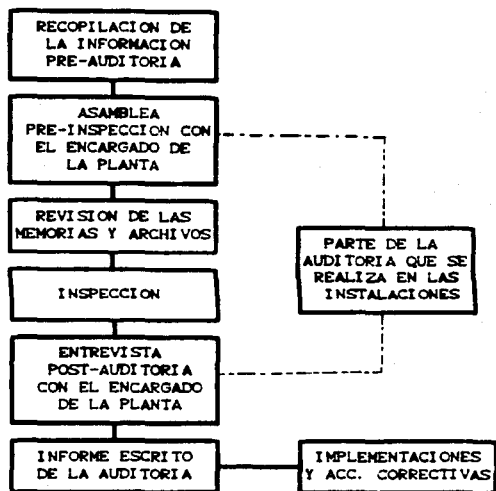 RECOPILACION DE
LA INFORMACION
PRE-AUDITORIA
ASAMBLEA
PRE-INSPECCION CON
EL ENCARGADO DE
LA PLANTA
REVISION DE LAS
MEMORIAS Y ARCHIVOS
INSPECCION
PARTE DE LA
AUDITORIA QUE SE
REALIZA EN LAS
INSTALACIONES
ENTREVISTA
POST-AUDITORIA
CON EL ENCARGADO
DE LA PLANTA
INFORME ESCRITO
DE LA AUDITORIA
IMPLEMENTACIONES
Y ACC. CORRECTIVAS